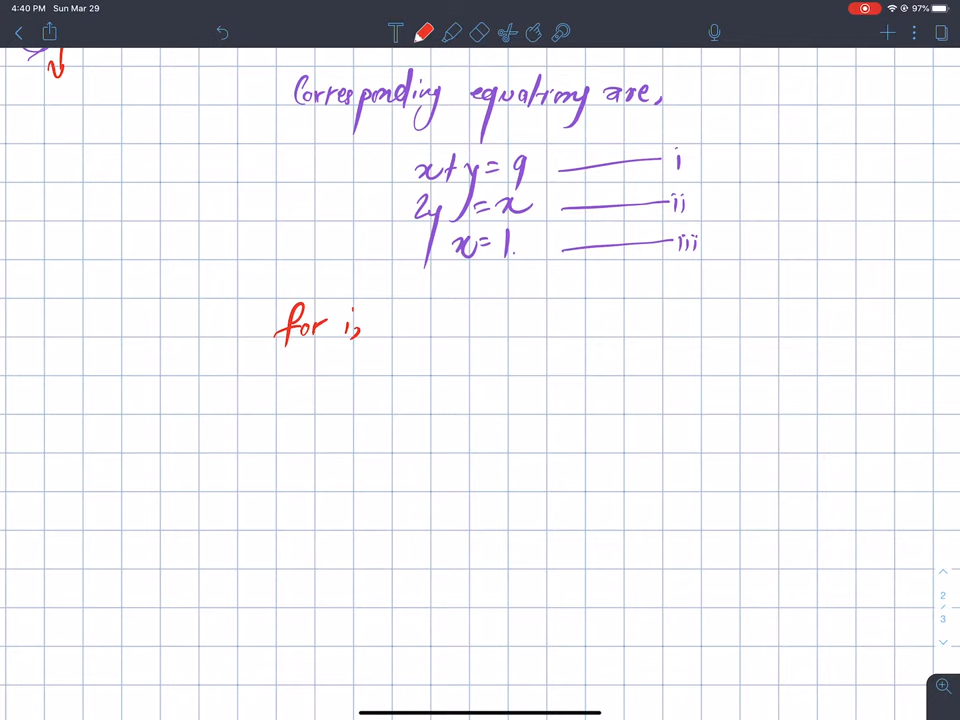 4:40 PM Sun Mar 29
97%
T
Corresponding equations are,
x + y = 9 i
2y = x ii
x = 1. iii
for i,
2
/
3